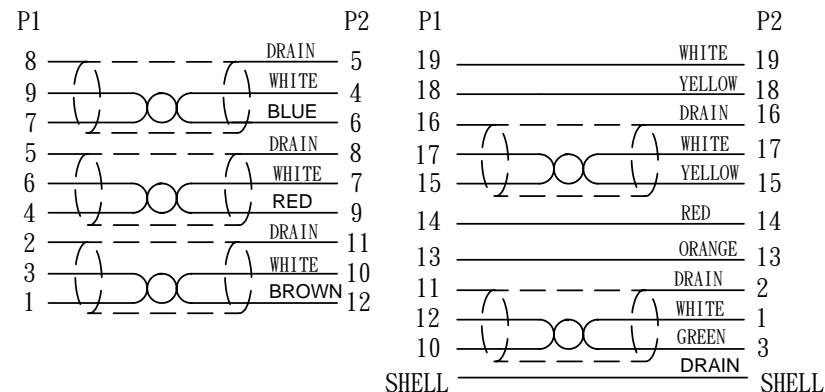 P1 P2
8 DRAIN 5
9 WHITE 4
7 BLUE 6
5 DRAIN 8
6 WHITE 7
4 RED 9
2 DRAIN 11
3 WHITE 10
1 BROWN 12
P1 P2
19 WHITE 19
18 YELLOW 18
16 DRAIN 16
17 WHITE 17
15 YELLOW 15
14 RED 14
13 ORANGE 13
11 DRAIN 2
12 WHITE 1
10 GREEN 3
SHELL DRAIN SHELL